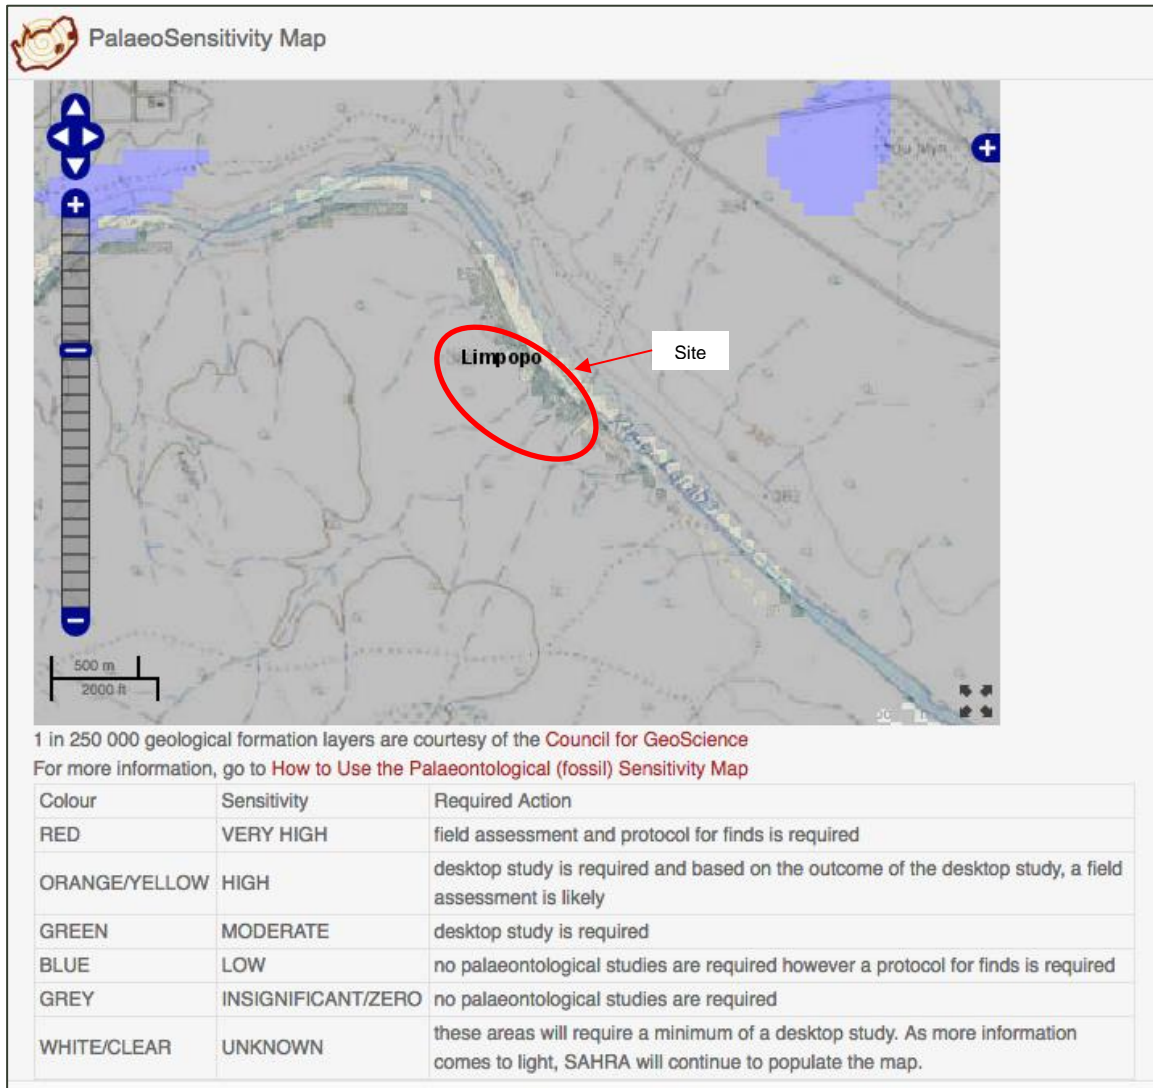 PalaeoSensitivity Map
Limpopo
Site
500 m
2000 ft
1 in 250 000 geological formation layers are courtesy of the Council for GeoScience
For more information, go to How to Use the Palaeontological (fossil) Sensitivity Map
Colour Sensitivity Required Action
RED VERY HIGH field assessment and protocol for finds is required
ORANGE/YELLOW HIGH desktop study is required and based on the outcome of the desktop study, a field
assessment is likely
GREEN MODERATE desktop study is required
BLUE LOW no palaeontological studies are required however a protocol for finds is required
GREY INSIGNIFICANT/ZERO no palaeontological studies are required
WHITE/CLEAR UNKNOWN these areas will require a minimum of a desktop study. As more information
comes to light, SAHRA will continue to populate the map.